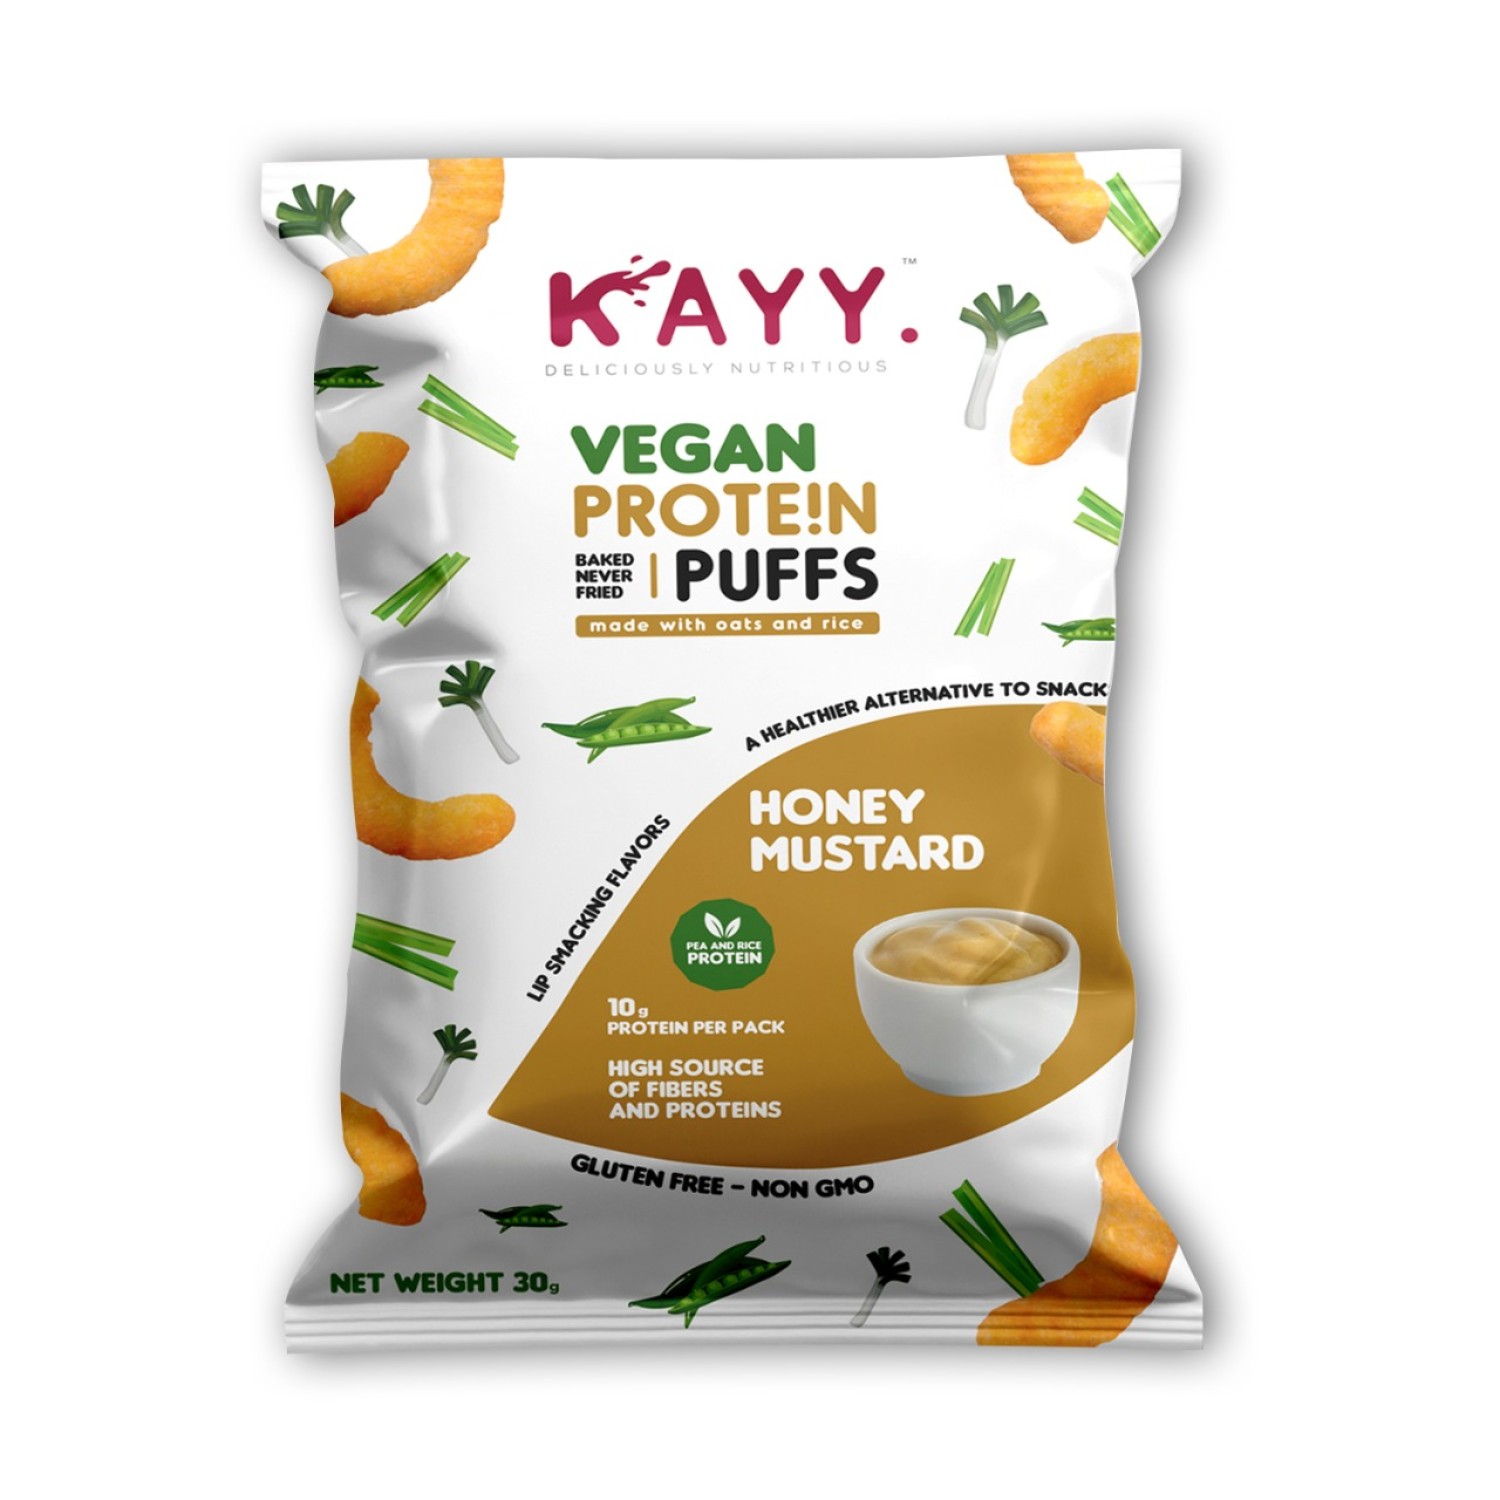 KAYY.™
DELICIOUSLY NUTRITIOUS
VEGAN
PROTE!N
BAKED
NEVER
FRIED
PUFFS
made with oats and rice
A HEALTHIER ALTERNATIVE TO SNACK
LIP SMACKING FLAVORS
HONEY
MUSTARD
PEA AND RICE
PROTEIN
10g
PROTEIN PER PACK
HIGH SOURCE
OF FIBERS
AND PROTEINS
GLUTEN FREE - NON GMO
NET WEIGHT 30g